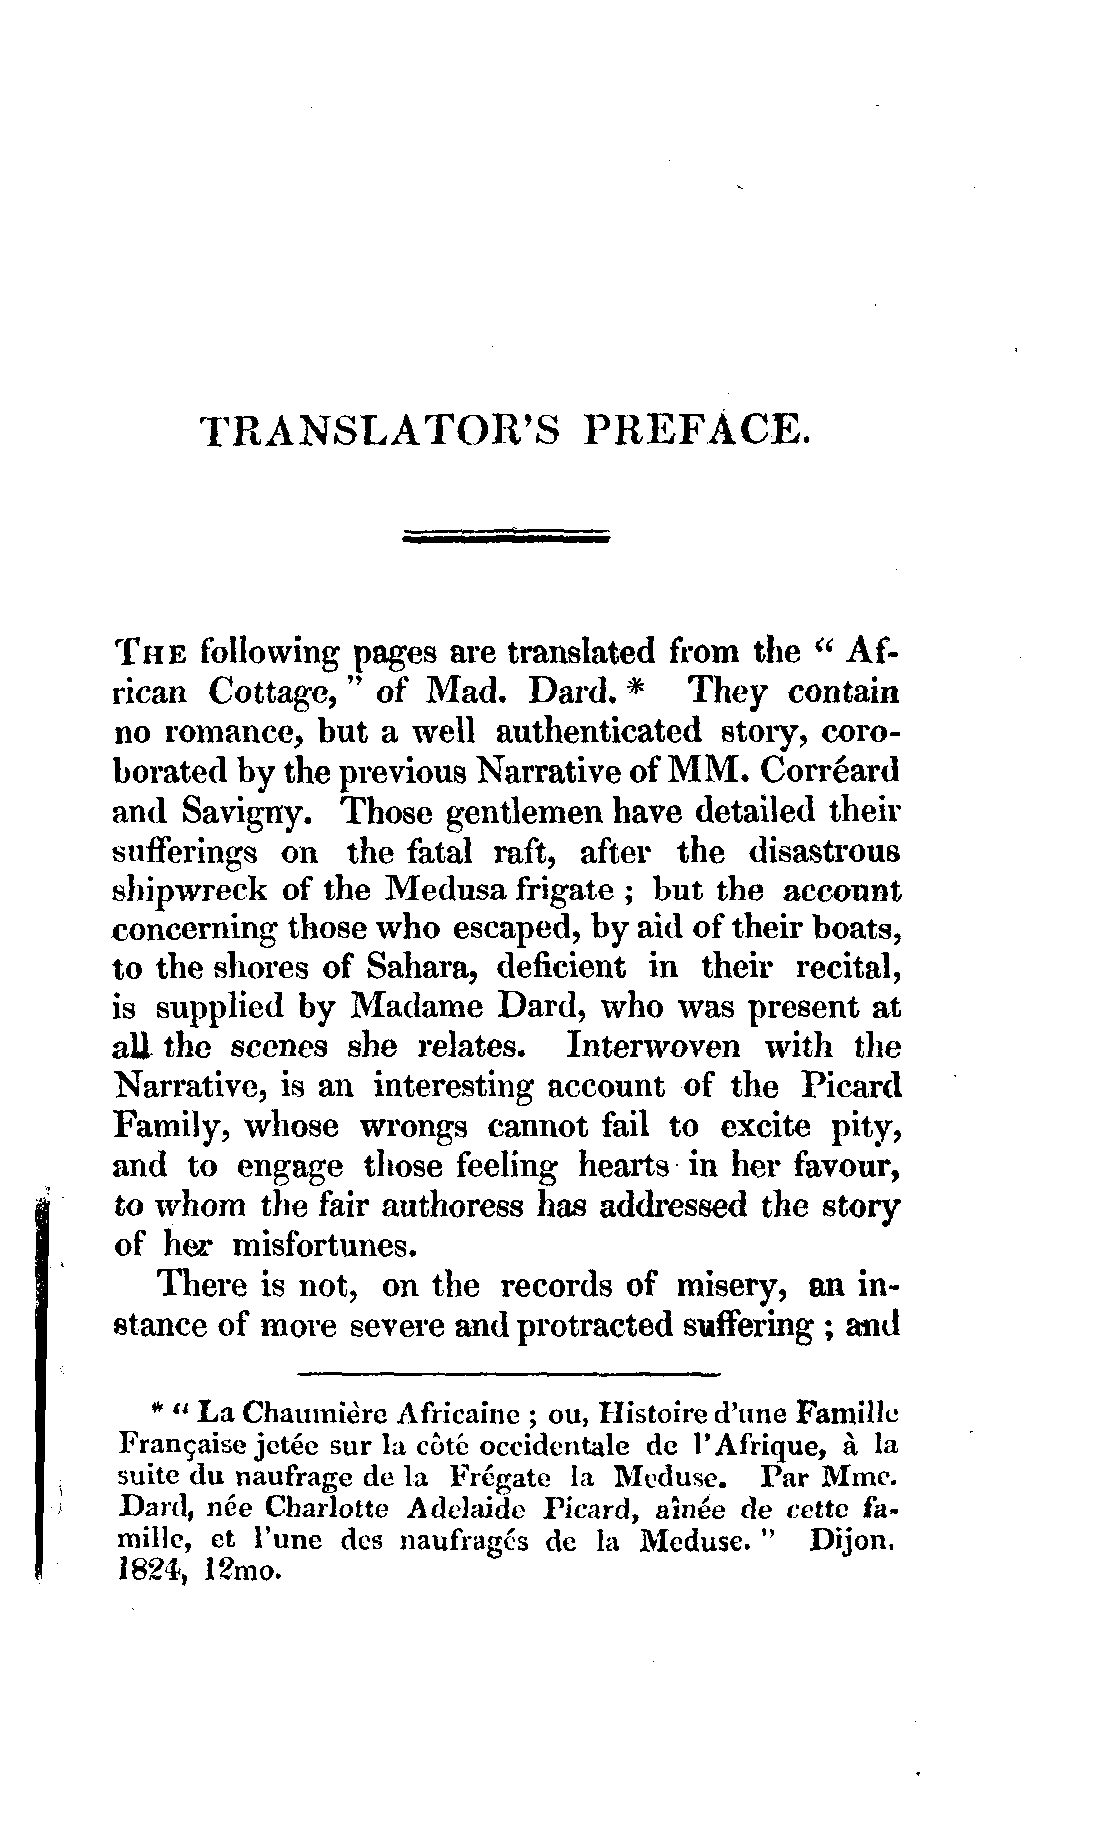 TRANSLATOR'S PREFACE.
THE following pages are translated from the “ Af-
rican Cottage, ” of Mad. Dard. * They contain
no romance, but a well authenticated story, coro-
borated by the previous Narrative of MM. Corréard
and Savigny. Those gentlemen have detailed their
sufferings on the fatal raft, after the disastrous
shipwreck of the Medusa frigate ; but the account
concerning those who escaped, by aid of their boats,
to the shores of Sahara, deficient in their recital,
is supplied by Madame Dard, who was present at
all the scenes she relates. Interwoven with the
Narrative, is an interesting account of the Picard
Family, whose wrongs cannot fail to excite pity,
and to engage those feeling hearts in her favour,
to whom the fair authoress has addressed the story
of her misfortunes.
There is not, on the records of misery, an in-
stance of more severe and protracted suffering ; and
* “ La Chaumière Africaine ; ou, Histoire d'une Famille
Française jetée sur la côté occidentale de l'Afrique, à la
suite du naufrage de la Frégate la Meduse. Par Mme.
Dard, née Charlotte Adelaide Picard, aînée de cette fa-
mille, et l'une des naufragés de la Meduse. ” Dijon.
1824, 12mo.